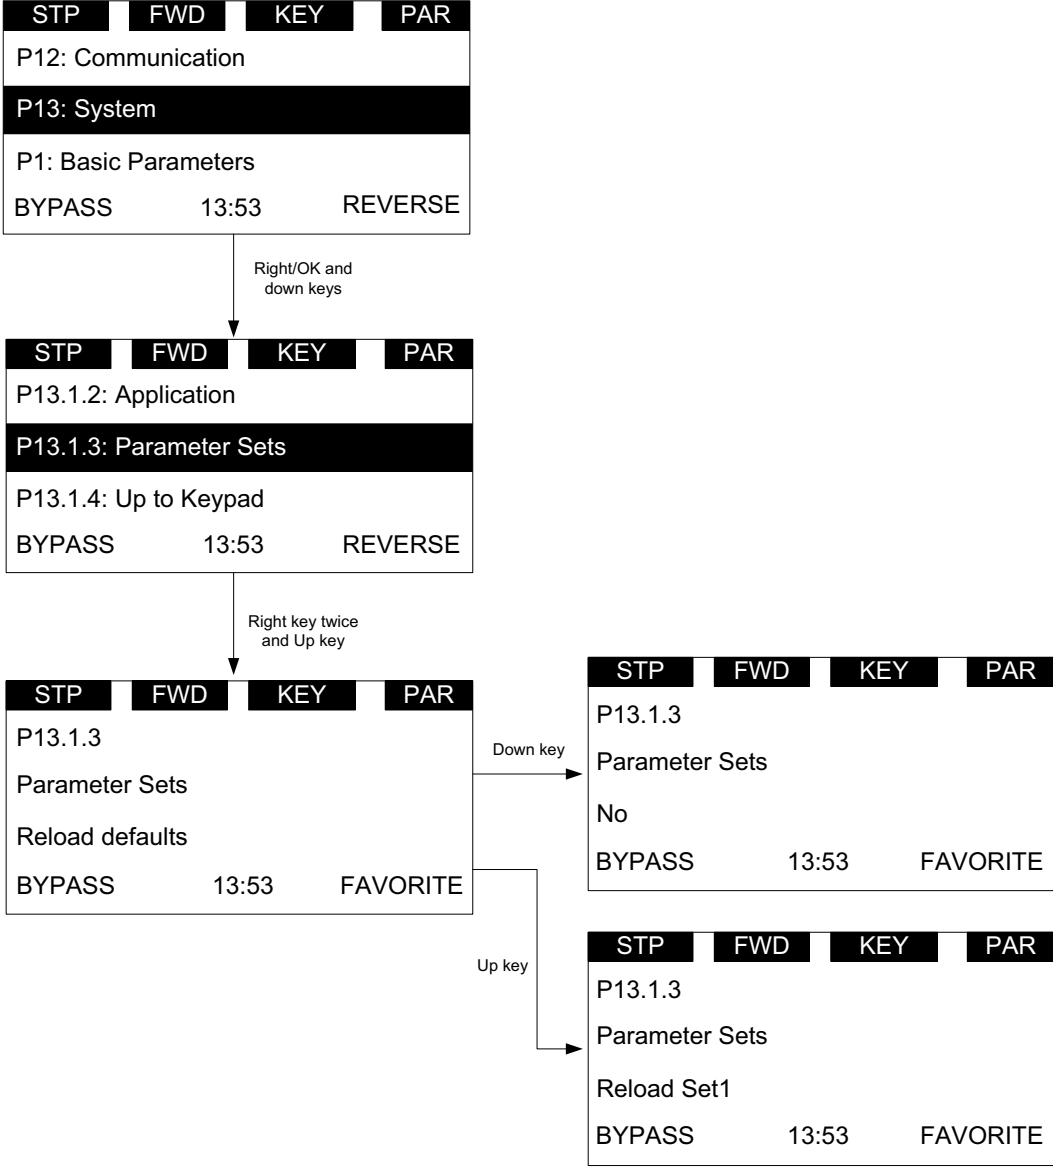 STP FWD KEY PAR
P12: Communication
P13: System
P1: Basic Parameters
BYPASS 13:53 REVERSE
Right/OK and
down keys
STP FWD KEY PAR
P13.1.2: Application
P13.1.3: Parameter Sets
P13.1.4: Up to Keypad
BYPASS 13:53 REVERSE
Right key twice
and Up key
STP FWD KEY PAR
P13.1.3
Parameter Sets
Reload defaults
BYPASS 13:53 FAVORITE
Down key
STP FWD KEY PAR
P13.1.3
Parameter Sets
No
BYPASS 13:53 FAVORITE
Up key
STP FWD KEY PAR
P13.1.3
Parameter Sets
Reload Set1
BYPASS 13:53 FAVORITE